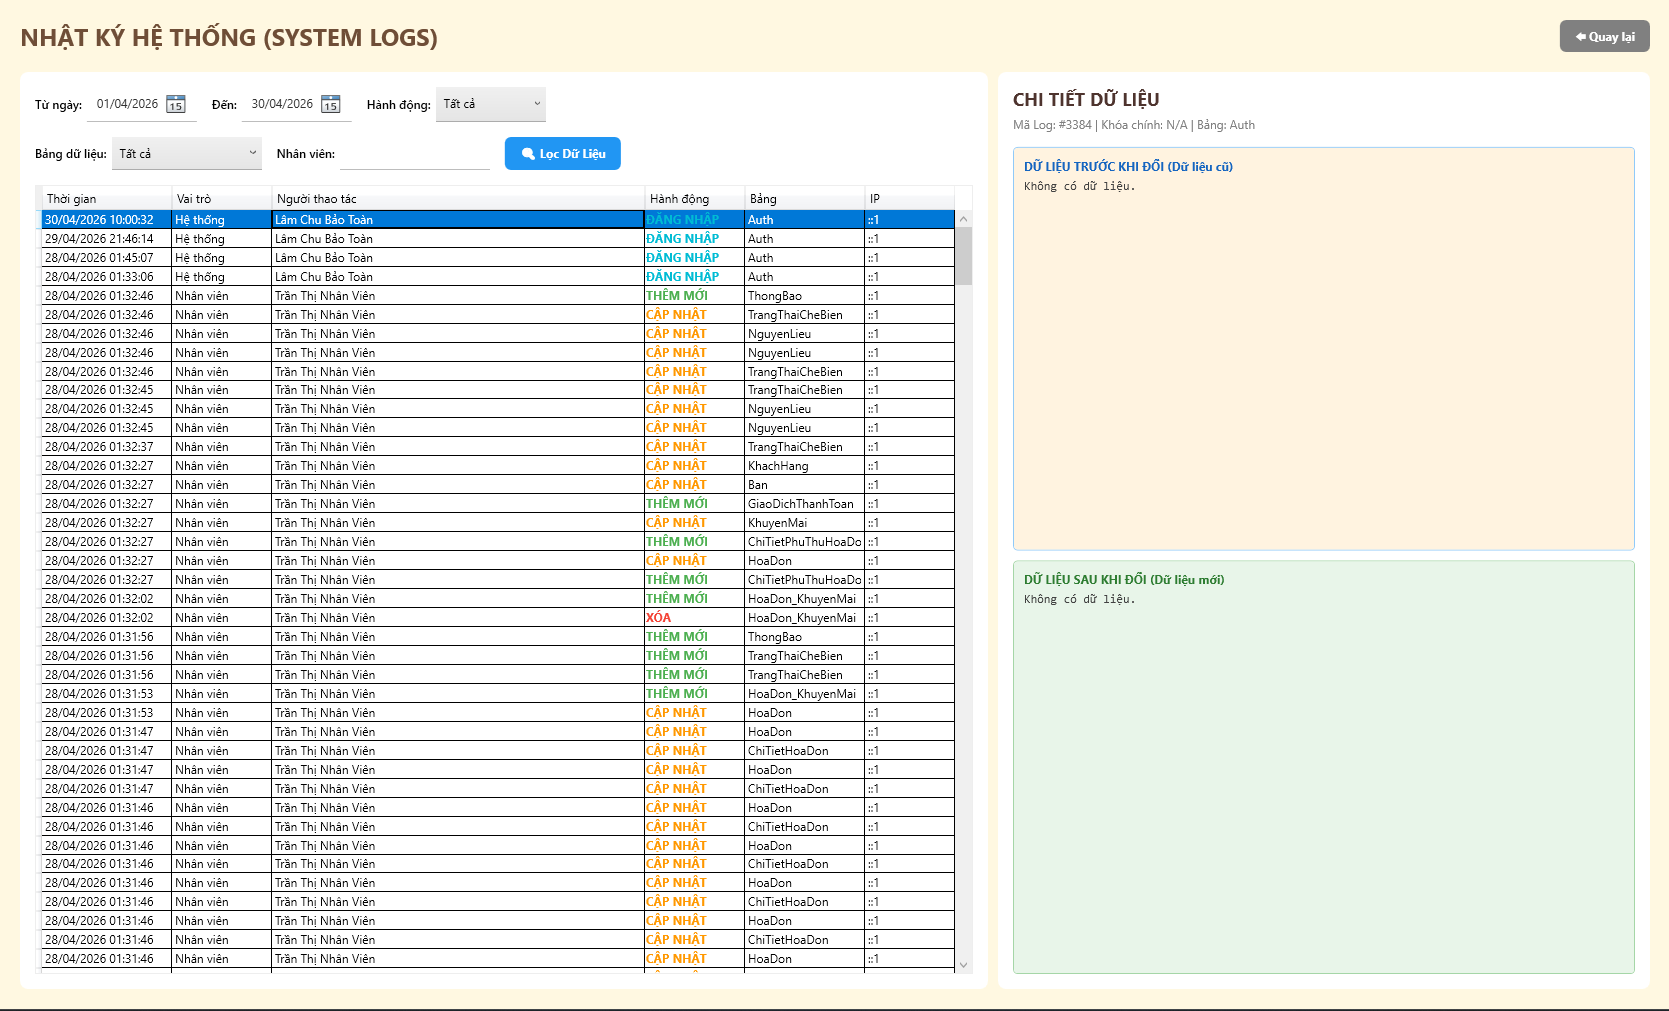 NHẬT KÝ HỆ THỐNG (SYSTEM LOGS)
Quay lại
Từ ngày: 01/04/2026 15 Đến: 30/04/2026 15 Hành động: Tất cả
Bảng dữ liệu: Tất cả Nhân viên: Lọc Dữ Liệu
Thời gian Vai trò Người thao tác Hành động Bảng IP
30/04/2026 10:00:32 Hệ thống Lâm Chu Bảo Toàn ĐĂNG NHẬP Auth ::1
29/04/2026 21:46:14 Hệ thống Lâm Chu Bảo Toàn ĐĂNG NHẬP Auth ::1
28/04/2026 01:45:07 Hệ thống Lâm Chu Bảo Toàn ĐĂNG NHẬP Auth ::1
28/04/2026 01:33:06 Hệ thống Lâm Chu Bảo Toàn ĐĂNG NHẬP Auth ::1
28/04/2026 01:32:46 Nhân viên Trần Thị Nhân Viên THÊM MỚI ThongBao ::1
28/04/2026 01:32:46 Nhân viên Trần Thị Nhân Viên CẬP NHẬT TrangThaiCheBien ::1
28/04/2026 01:32:46 Nhân viên Trần Thị Nhân Viên CẬP NHẬT NguyenLieu ::1
28/04/2026 01:32:46 Nhân viên Trần Thị Nhân Viên CẬP NHẬT NguyenLieu ::1
28/04/2026 01:32:46 Nhân viên Trần Thị Nhân Viên CẬP NHẬT TrangThaiCheBien ::1
28/04/2026 01:32:45 Nhân viên Trần Thị Nhân Viên CẬP NHẬT TrangThaiCheBien ::1
28/04/2026 01:32:45 Nhân viên Trần Thị Nhân Viên CẬP NHẬT NguyenLieu ::1
28/04/2026 01:32:45 Nhân viên Trần Thị Nhân Viên CẬP NHẬT NguyenLieu ::1
28/04/2026 01:32:37 Nhân viên Trần Thị Nhân Viên CẬP NHẬT TrangThaiCheBien ::1
28/04/2026 01:32:27 Nhân viên Trần Thị Nhân Viên CẬP NHẬT KhachHang ::1
28/04/2026 01:32:27 Nhân viên Trần Thị Nhân Viên CẬP NHẬT Ban ::1
28/04/2026 01:32:27 Nhân viên Trần Thị Nhân Viên THÊM MỚI GiaoDichThanhToan ::1
28/04/2026 01:32:27 Nhân viên Trần Thị Nhân Viên CẬP NHẬT KhuyenMai ::1
28/04/2026 01:32:27 Nhân viên Trần Thị Nhân Viên THÊM MỚI ChiTietPhuThuHoaDo ::1
28/04/2026 01:32:27 Nhân viên Trần Thị Nhân Viên CẬP NHẬT HoaDon ::1
28/04/2026 01:32:27 Nhân viên Trần Thị Nhân Viên THÊM MỚI ChiTietPhuThuHoaDo ::1
28/04/2026 01:32:02 Nhân viên Trần Thị Nhân Viên THÊM MỚI HoaDon_KhuyenMai ::1
28/04/2026 01:32:02 Nhân viên Trần Thị Nhân Viên XÓA HoaDon_KhuyenMai ::1
28/04/2026 01:31:56 Nhân viên Trần Thị Nhân Viên THÊM MỚI ThongBao ::1
28/04/2026 01:31:56 Nhân viên Trần Thị Nhân Viên THÊM MỚI TrangThaiCheBien ::1
28/04/2026 01:31:56 Nhân viên Trần Thị Nhân Viên THÊM MỚI TrangThaiCheBien ::1
28/04/2026 01:31:53 Nhân viên Trần Thị Nhân Viên THÊM MỚI HoaDon_KhuyenMai ::1
28/04/2026 01:31:53 Nhân viên Trần Thị Nhân Viên CẬP NHẬT HoaDon ::1
28/04/2026 01:31:47 Nhân viên Trần Thị Nhân Viên CẬP NHẬT HoaDon ::1
28/04/2026 01:31:47 Nhân viên Trần Thị Nhân Viên CẬP NHẬT ChiTietHoaDon ::1
28/04/2026 01:31:47 Nhân viên Trần Thị Nhân Viên CẬP NHẬT HoaDon ::1
28/04/2026 01:31:47 Nhân viên Trần Thị Nhân Viên CẬP NHẬT ChiTietHoaDon ::1
28/04/2026 01:31:46 Nhân viên Trần Thị Nhân Viên CẬP NHẬT HoaDon ::1
28/04/2026 01:31:46 Nhân viên Trần Thị Nhân Viên CẬP NHẬT ChiTietHoaDon ::1
28/04/2026 01:31:46 Nhân viên Trần Thị Nhân Viên CẬP NHẬT HoaDon ::1
28/04/2026 01:31:46 Nhân viên Trần Thị Nhân Viên CẬP NHẬT ChiTietHoaDon ::1
28/04/2026 01:31:46 Nhân viên Trần Thị Nhân Viên CẬP NHẬT HoaDon ::1
28/04/2026 01:31:46 Nhân viên Trần Thị Nhân Viên CẬP NHẬT ChiTietHoaDon ::1
28/04/2026 01:31:46 Nhân viên Trần Thị Nhân Viên CẬP NHẬT HoaDon ::1
28/04/2026 01:31:46 Nhân viên Trần Thị Nhân Viên CẬP NHẬT ChiTietHoaDon ::1
28/04/2026 01:31:46 Nhân viên Trần Thị Nhân Viên CẬP NHẬT HoaDon ::1
CHI TIẾT DỮ LIỆU
Mã Log: #3384 | Khóa chính: N/A | Bảng: Auth
DỮ LIỆU TRƯỚC KHI ĐỔI (Dữ liệu cũ)
Không có dữ liệu.
DỮ LIỆU SAU KHI ĐỔI (Dữ liệu mới)
Không có dữ liệu.